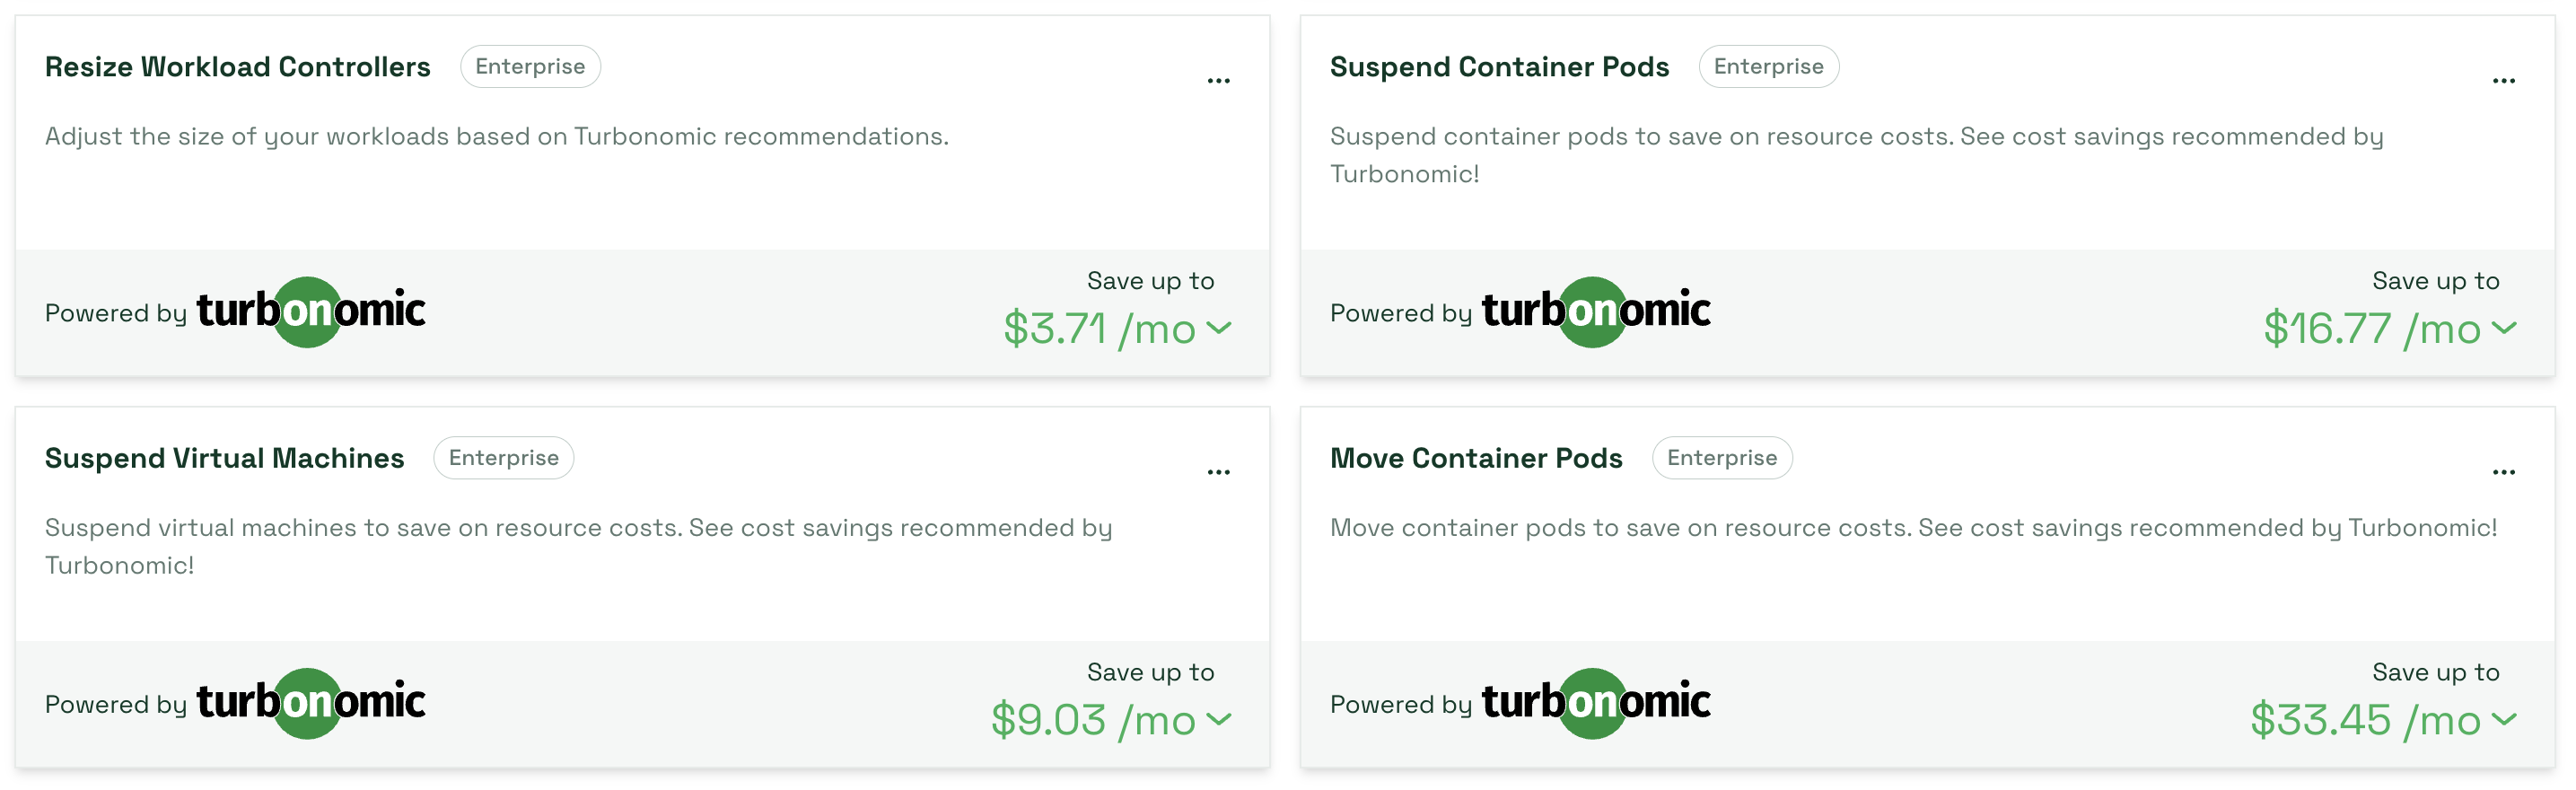 Resize Workload Controllers Enterprise ...
Adjust the size of your workloads based on Turbonomic recommendations.
Save up to
Powered by turbonomic
$3.71 /mo
Suspend Container Pods Enterprise ...
Suspend container pods to save on resource costs. See cost savings recommended by
Turbonomic!
Save up to
Powered by turbonomic
$16.77 /mo
Suspend Virtual Machines Enterprise ...
Suspend virtual machines to save on resource costs. See cost savings recommended by
Turbonomic!
Save up to
Powered by turbonomic
$9.03 /mo
Move Container Pods Enterprise ...
Move container pods to save on resource costs. See cost savings recommended by Turbonomic!
Save up to
Powered by turbonomic
$33.45 /mo